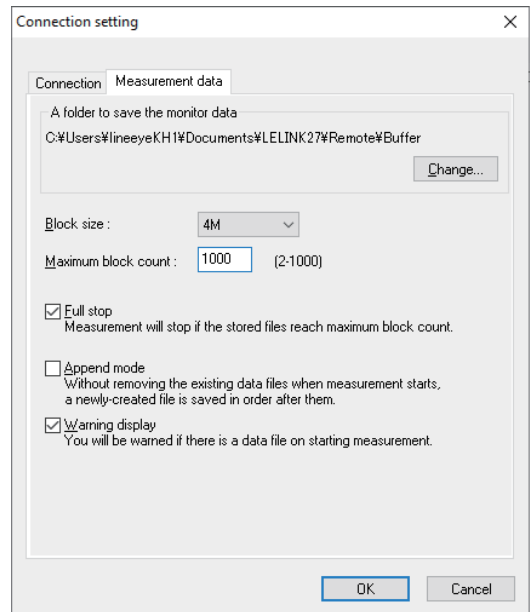 Connection setting
Connection Measurement data
A folder to save the monitor data
C:¥Users¥lineeyeKH1¥Documents¥LELINK27¥Remote¥Buffer
Change...
Block size : 4M
Maximum block count : 1000 (2-1000)
Full stop
Measurement will stop if the stored files reach maximum block count.
Append mode
Without removing the existing data files when measurement starts,
a newly-created file is saved in order after them.
Warning display
You will be warned if there is a data file on starting measurement.
OK Cancel